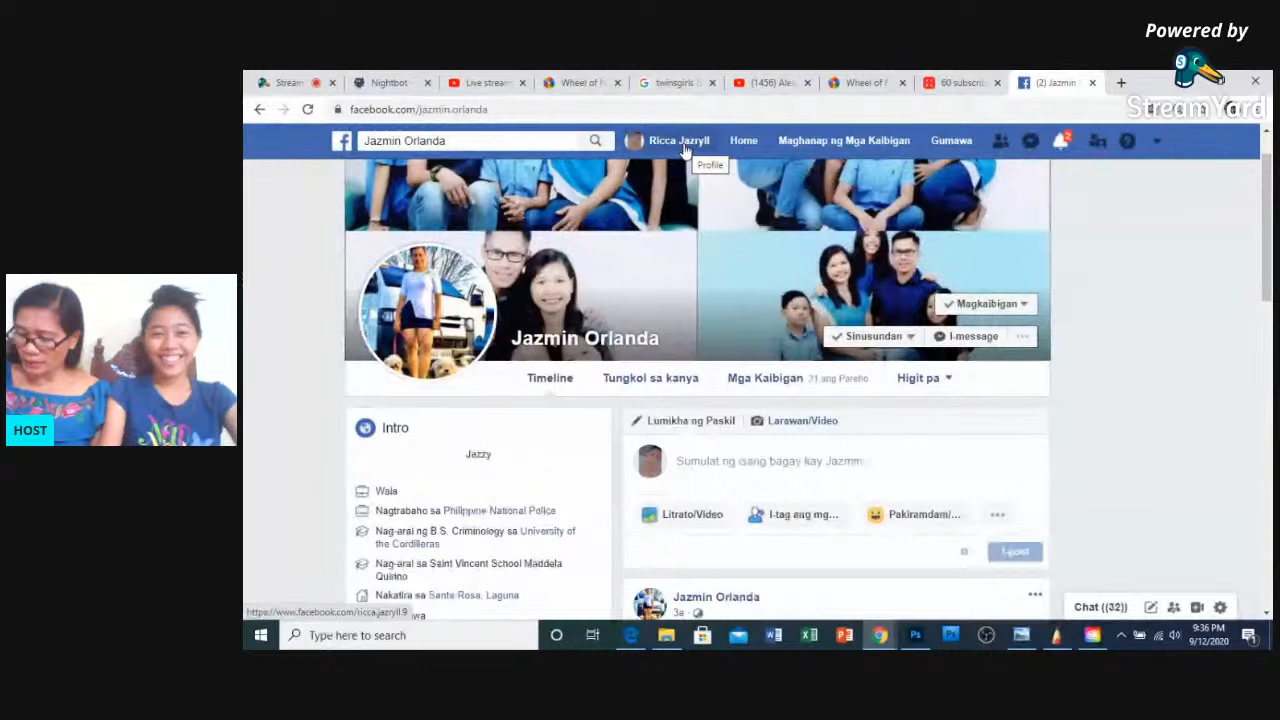 Powered by
StreamYard
HOST
Stream
Nightbot -
Live stream
Wheel of N
twinsgirls &
(1456) Alex
Wheel of
60 subscrib
(2) Jazmin
facebook.com/jazmin.orlanda
Jazmin Orlanda
Ricca Jazryll
Home
Maghanap ng Mga Kaibigan
Gumawa
2
Profile
Magkaibigan
Jazmin Orlanda
Sinusundan
I-message
Timeline
Tungkol sa kanya
Mga Kaibigan 21 ang Pareho
Higit pa
Intro
Jazzy
Wala
Nagtrabaho sa Philippine National Police
Nag-aral ng B.S. Criminology sa University of
the Cordilleras
Nag-aral sa Saint Vincent School Maddela
Quirino
Nakatira sa Santa Rosa, Laguna
Lumikha ng Paskil
Larawan/Video
Sumulat ng isang bagay kay Jazmin
Litrato/Video
I-tag ang mg...
Pakiramdam/...
I-post
Jazmin Orlanda
3a
https://www.facebook.com/ricca.jazryll.9
Chat ((32))
Type here to search
9:36 PM
9/12/2020